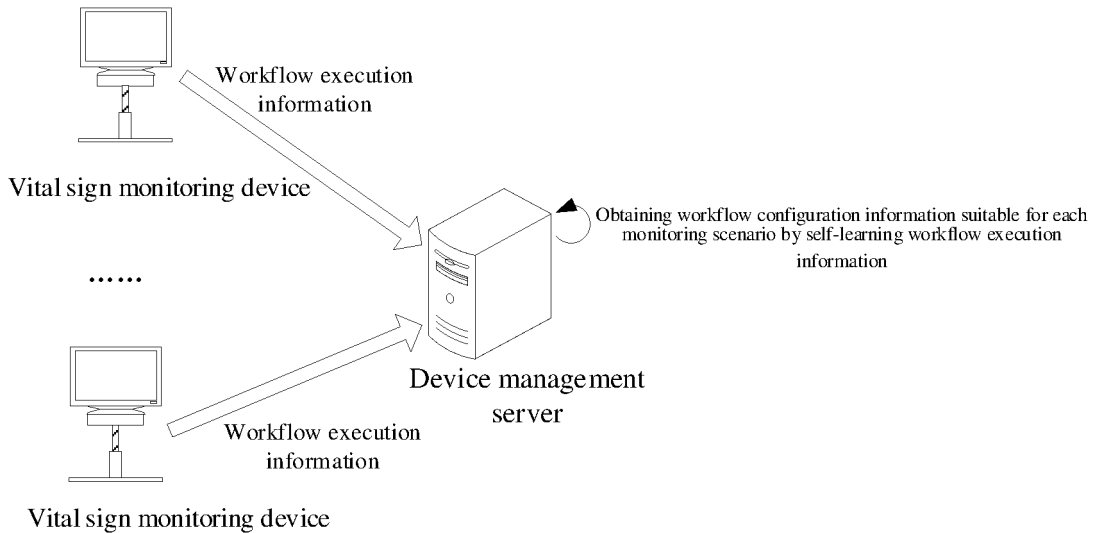 Workflow execution
information
Vital sign monitoring device
Obtaining workflow configuration information suitable for each
monitoring scenario by self-learning workflow execution
information
……
Device management
server
Workflow execution
information
Vital sign monitoring device